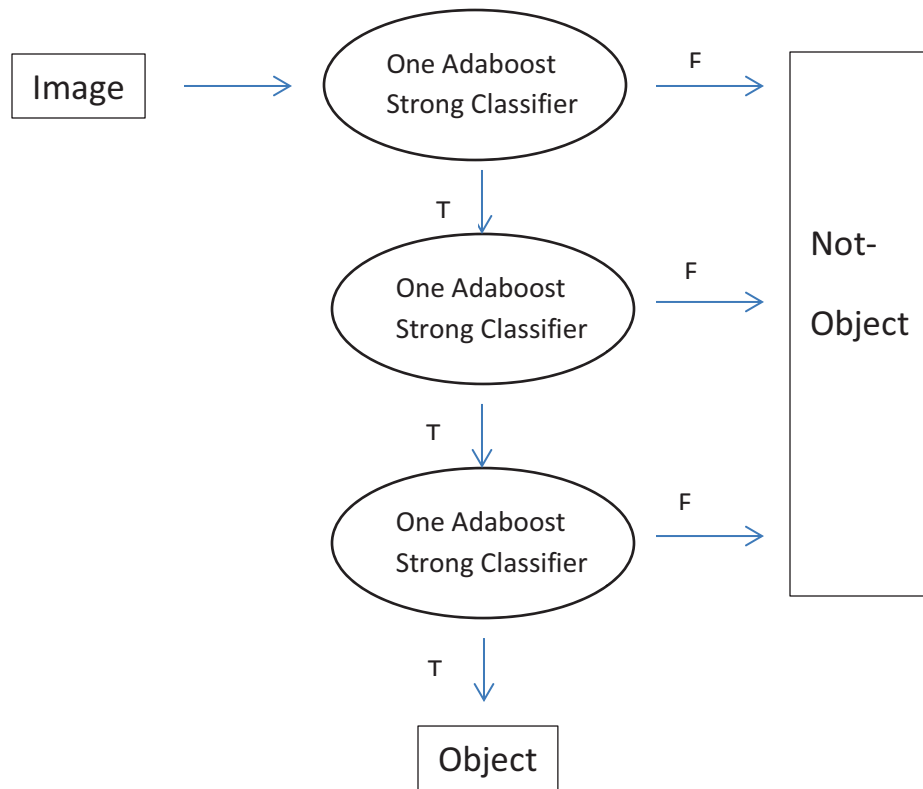 Image
One Adaboost
Strong Classifier
F
T
One Adaboost
Strong Classifier
F
Not-
Object
T
One Adaboost
Strong Classifier
F
T
Object